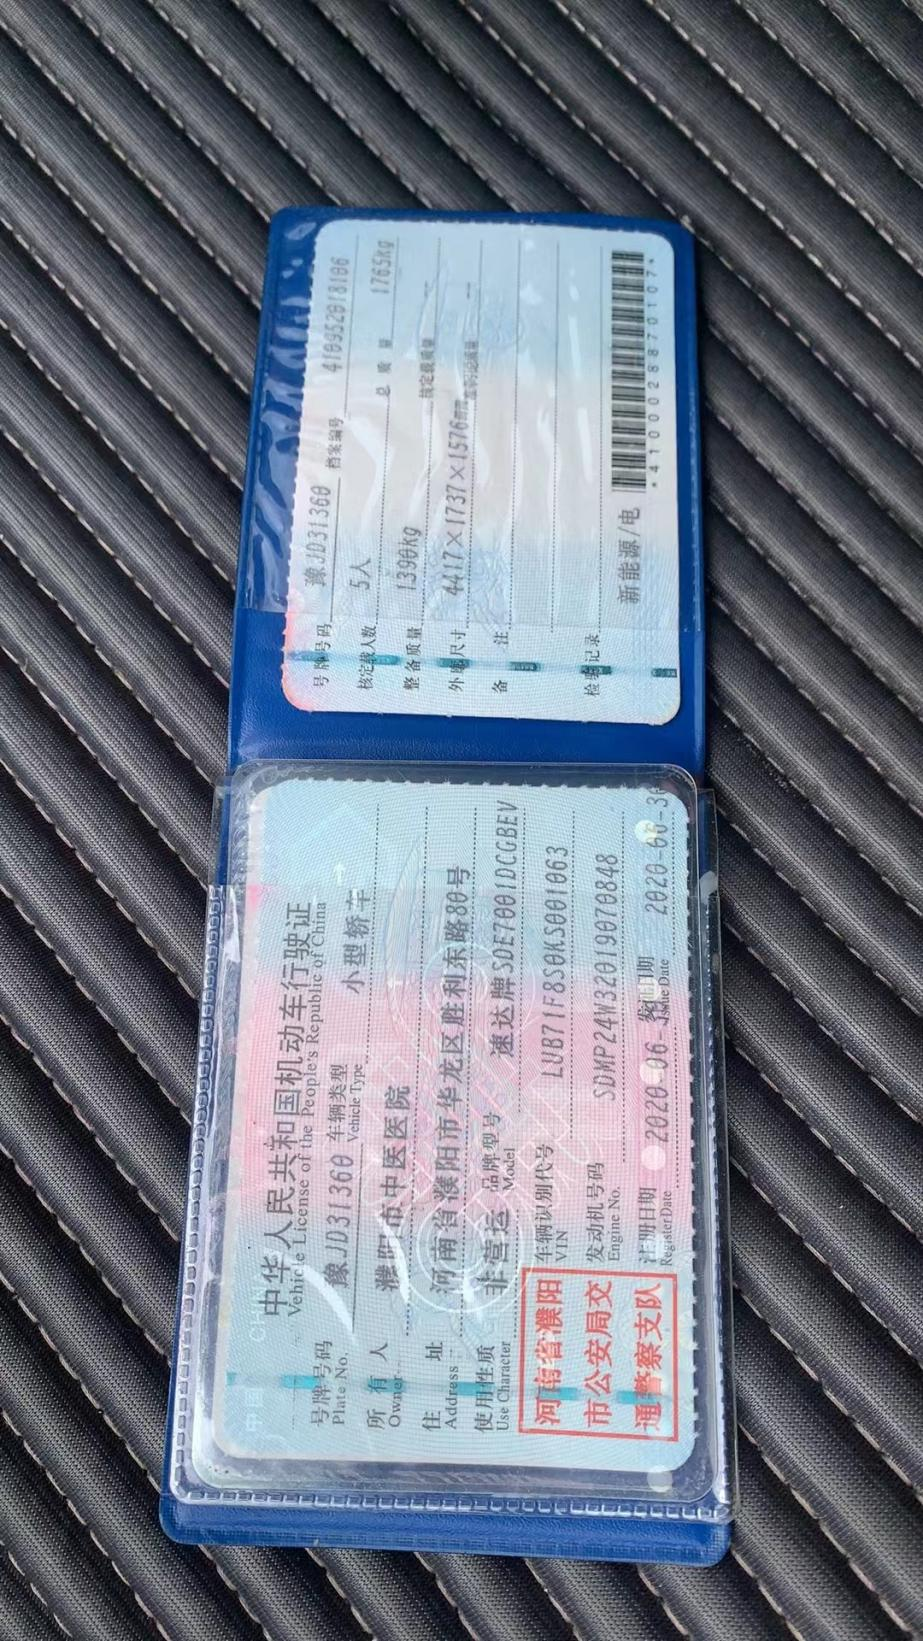 中国 CHI
中华人民共和国机动车行驶证
Vehicle License of the People's Republic of China
号牌号码 豫JD31360 车辆类型 小型轿车
Plate No. Vehicle Type
所有人 濮阳市中医医院
Owner
住址 河南省濮阳市华龙区胜利东路80号
Address
使用性质 非营运 品牌型号 速达牌SDE7001DCGBEV
Use Character Model
河南省濮阳
市公安局交
通警察支队
车辆识别代号 LUB71F8S0KS001063
VIN
发动机号码 SDMP24W32019070848
Engine No.
注册日期 2020-06- 发证日期 2020-06-30
Register Date Issue Date
号牌号码 豫JD31360 档案编号 410952018106
核定载人数 5人 总质量 1765kg
整备质量 1390kg 核定载质量 --
外廓尺寸 4417×1737×1576mm 准牵引总质量 --
备注
检验记录
新能源/电
*4100028870107*